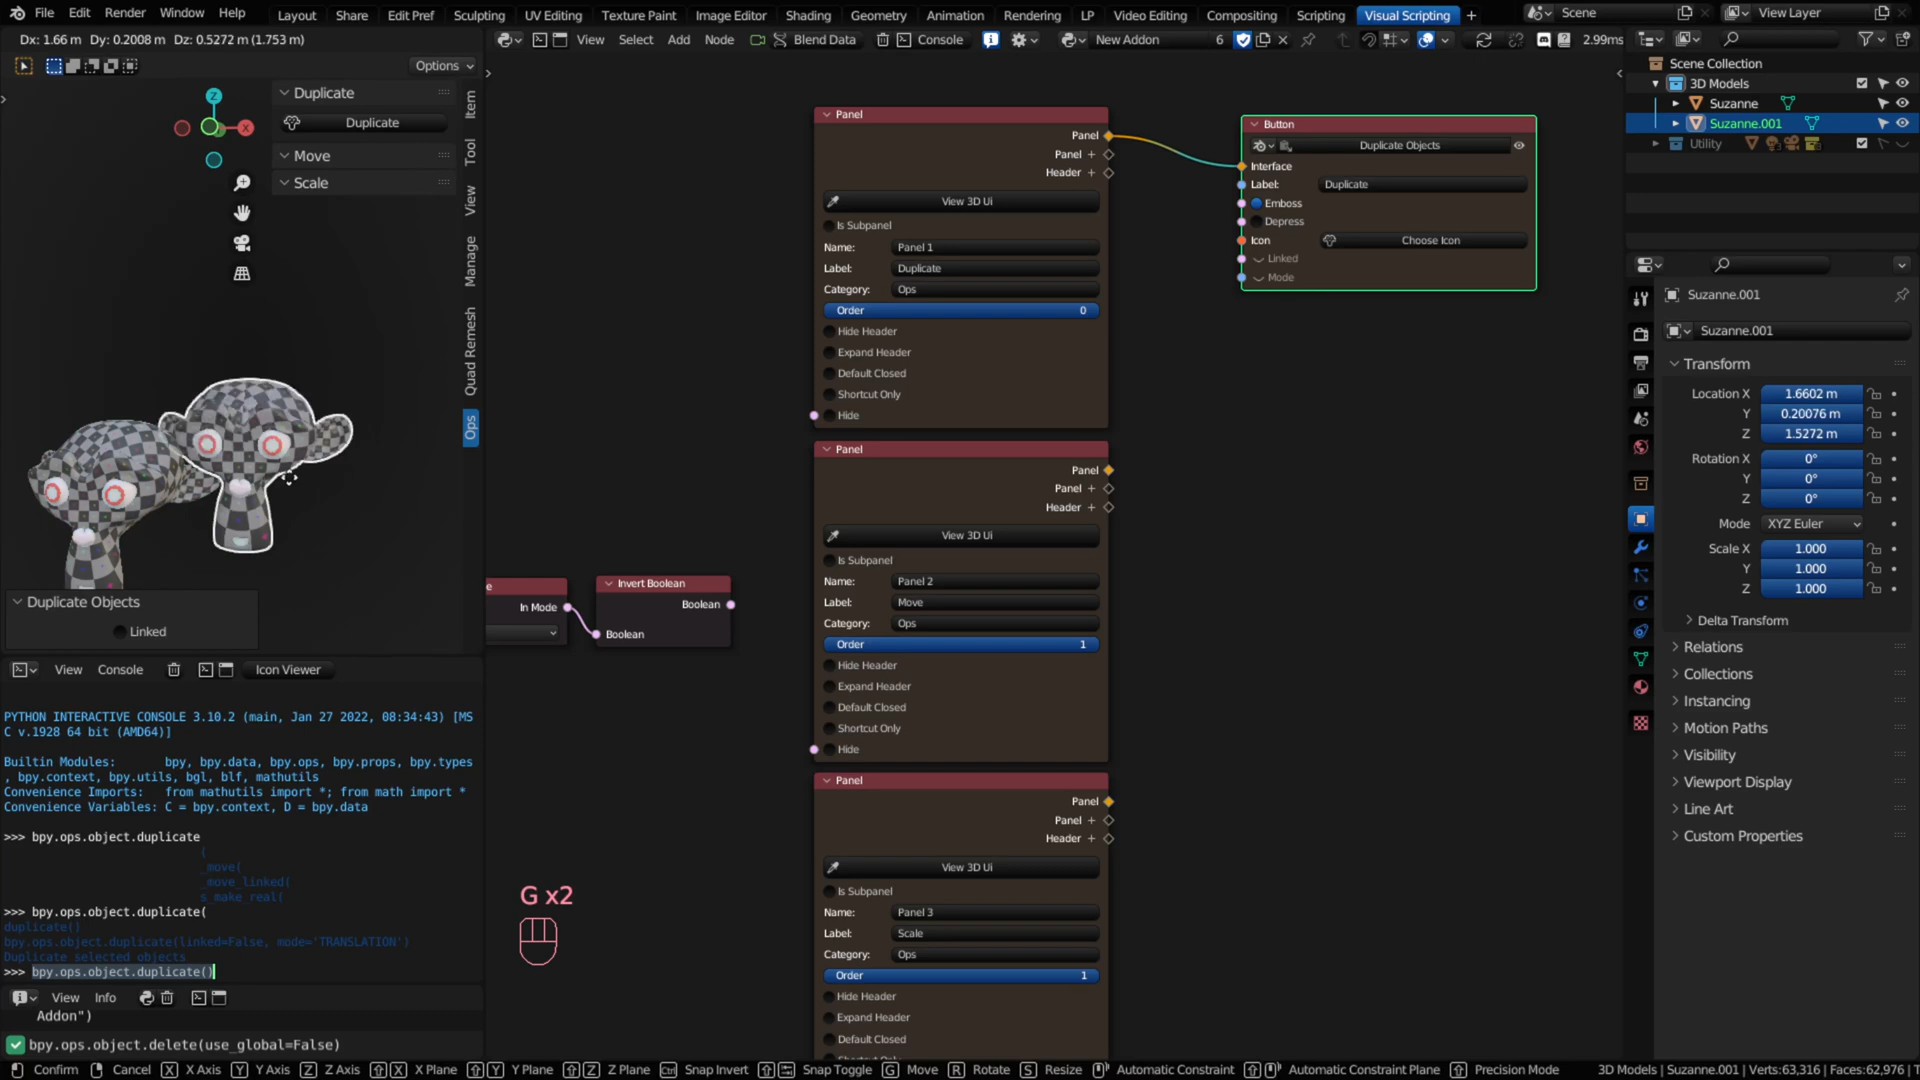 File Edit Render Window Help Layout Share Edit Pref Sculpting UV Editing Texture Paint Image Editor Shading Geometry Animation Rendering LP Video Editing Compositing Scripting Visual Scripting + Scene View Layer
Dx: 1.66 m Dy: 0.2008 m Dz: 0.5272 m (1.753 m)
View Select Add Node Blend Data Console New Addon 6 2.99ms
Options
Duplicate
Duplicate
Move
Scale
Z
X
Item
Tool
View
Manage
Quad Remesh
Ops
Duplicate Objects
Linked
View Console Icon Viewer
PYTHON INTERACTIVE CONSOLE 3.10.2 (main, Jan 27 2022, 08:34:43) [MS
C v.1928 64 bit (AMD64)]
Builtin Modules: bpy, bpy.data, bpy.ops, bpy.props, bpy.types
, bpy.context, bpy.utils, bgl, blf, mathutils
Convenience Imports: from mathutils import *; from math import *
Convenience Variables: C = bpy.context, D = bpy.data
>>> bpy.ops.object.duplicate
(
_move(
_move_linked(
s_make_real(
>>> bpy.ops.object.duplicate(
duplicate()
bpy.ops.object.duplicate(linked=False, mode='TRANSLATION')
Duplicate selected objects
>>> bpy.ops.object.duplicate()
View Info
Addon")
bpy.ops.object.delete(use_global=False)
e
In Mode
Invert Boolean
Boolean
Boolean
G x2
Panel
Panel
Panel +
Header +
View 3D Ui
Is Subpanel
Name: Panel 1
Label: Duplicate
Category: Ops
Order 0
Hide Header
Expand Header
Default Closed
Shortcut Only
Hide
Panel
Panel
Panel +
Header +
View 3D Ui
Is Subpanel
Name: Panel 2
Label: Move
Category: Ops
Order 1
Hide Header
Expand Header
Default Closed
Shortcut Only
Hide
Panel
Panel
Panel +
Header +
View 3D Ui
Is Subpanel
Name: Panel 3
Label: Scale
Category: Ops
Order 1
Hide Header
Expand Header
Default Closed
Button
Duplicate Objects
Interface
Label: Duplicate
Emboss
Depress
Icon Choose Icon
Linked
Mode
Scene Collection
3D Models
Suzanne
Suzanne.001
Utility
Suzanne.001
Suzanne.001
Transform
Location X 1.6602 m
Y 0.20076 m
Z 1.5272 m
Rotation X 0°
Y 0°
Z 0°
Mode XYZ Euler
Scale X 1.000
Y 1.000
Z 1.000
Delta Transform
Relations
Collections
Instancing
Motion Paths
Visibility
Viewport Display
Line Art
Custom Properties
Confirm Cancel X X Axis Y Y Axis Z Z Axis X X Plane Y Y Plane Z Z Plane Ctrl Snap Invert Snap Toggle G Move R Rotate S Resize Automatic Constraint Automatic Constraint Plane Precision Mode 3D Models | Suzanne.001 | Verts:63,316 | Faces:62,976 | T